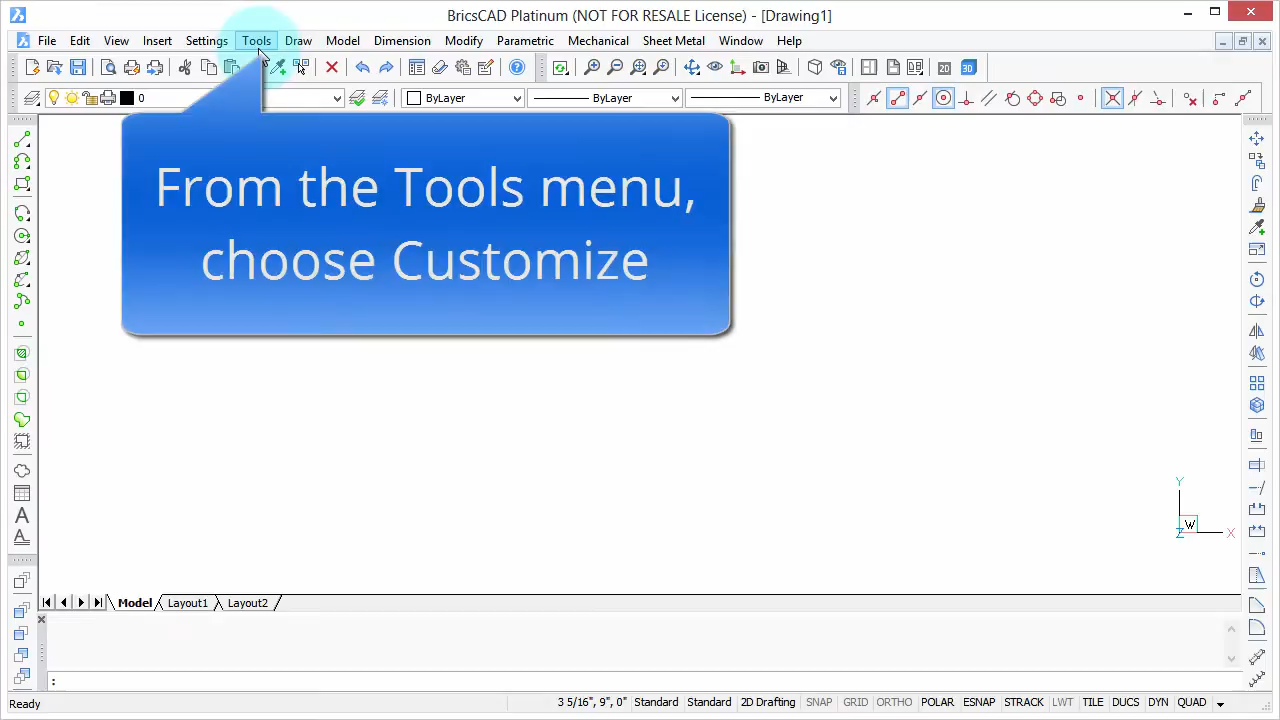 BricsCAD Platinum (NOT FOR RESALE License) - [Drawing1]
File Edit View Insert Settings Tools Draw Model Dimension Modify Parametric Mechanical Sheet Metal Window Help
2D 3D
0 ByLayer ByLayer ByLayer
From the Tools menu,
choose Customize
A
A
Y
W
Z X
Model Layout1 Layout2
:
Ready 3 5/16", 9", 0" Standard Standard 2D Drafting SNAP GRID ORTHO POLAR ESNAP STRACK LWT TILE DUCS DYN QUAD